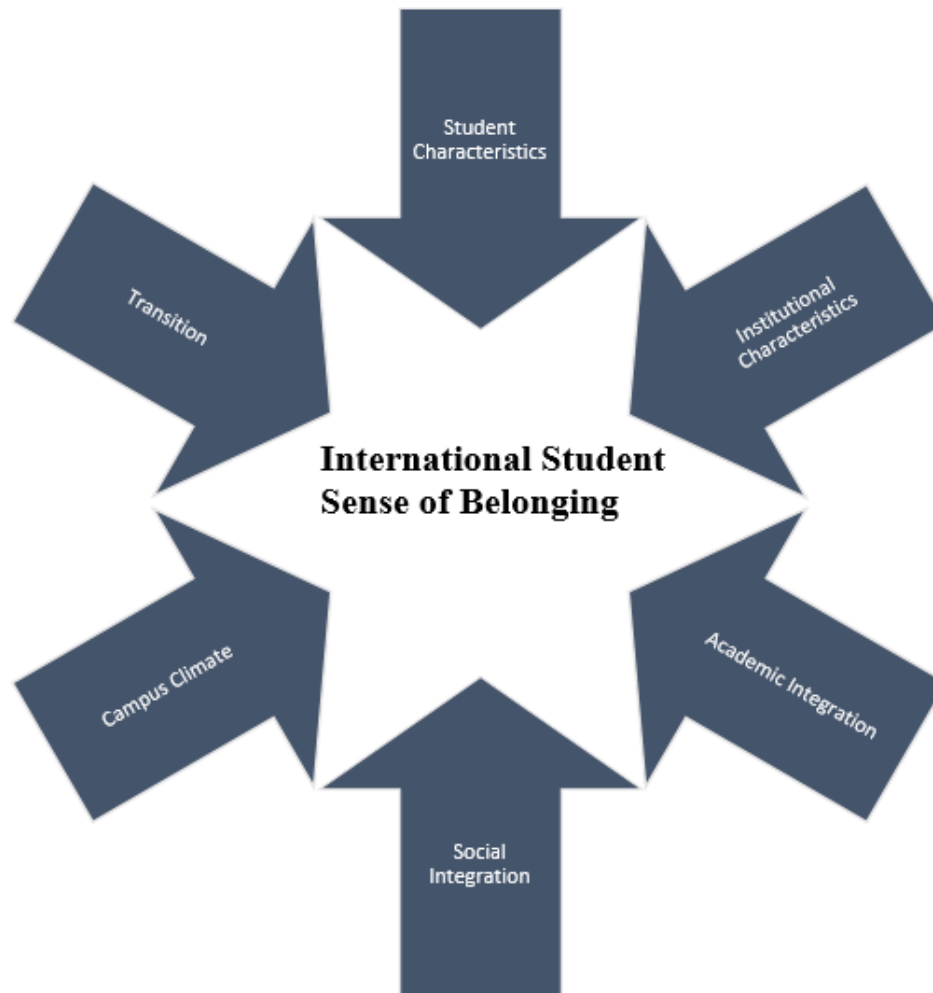 Student
Characteristics
Transition
Institutional
Characteristics
International Student
Sense of Belonging
Campus Climate
Academic Integration
Social
Integration